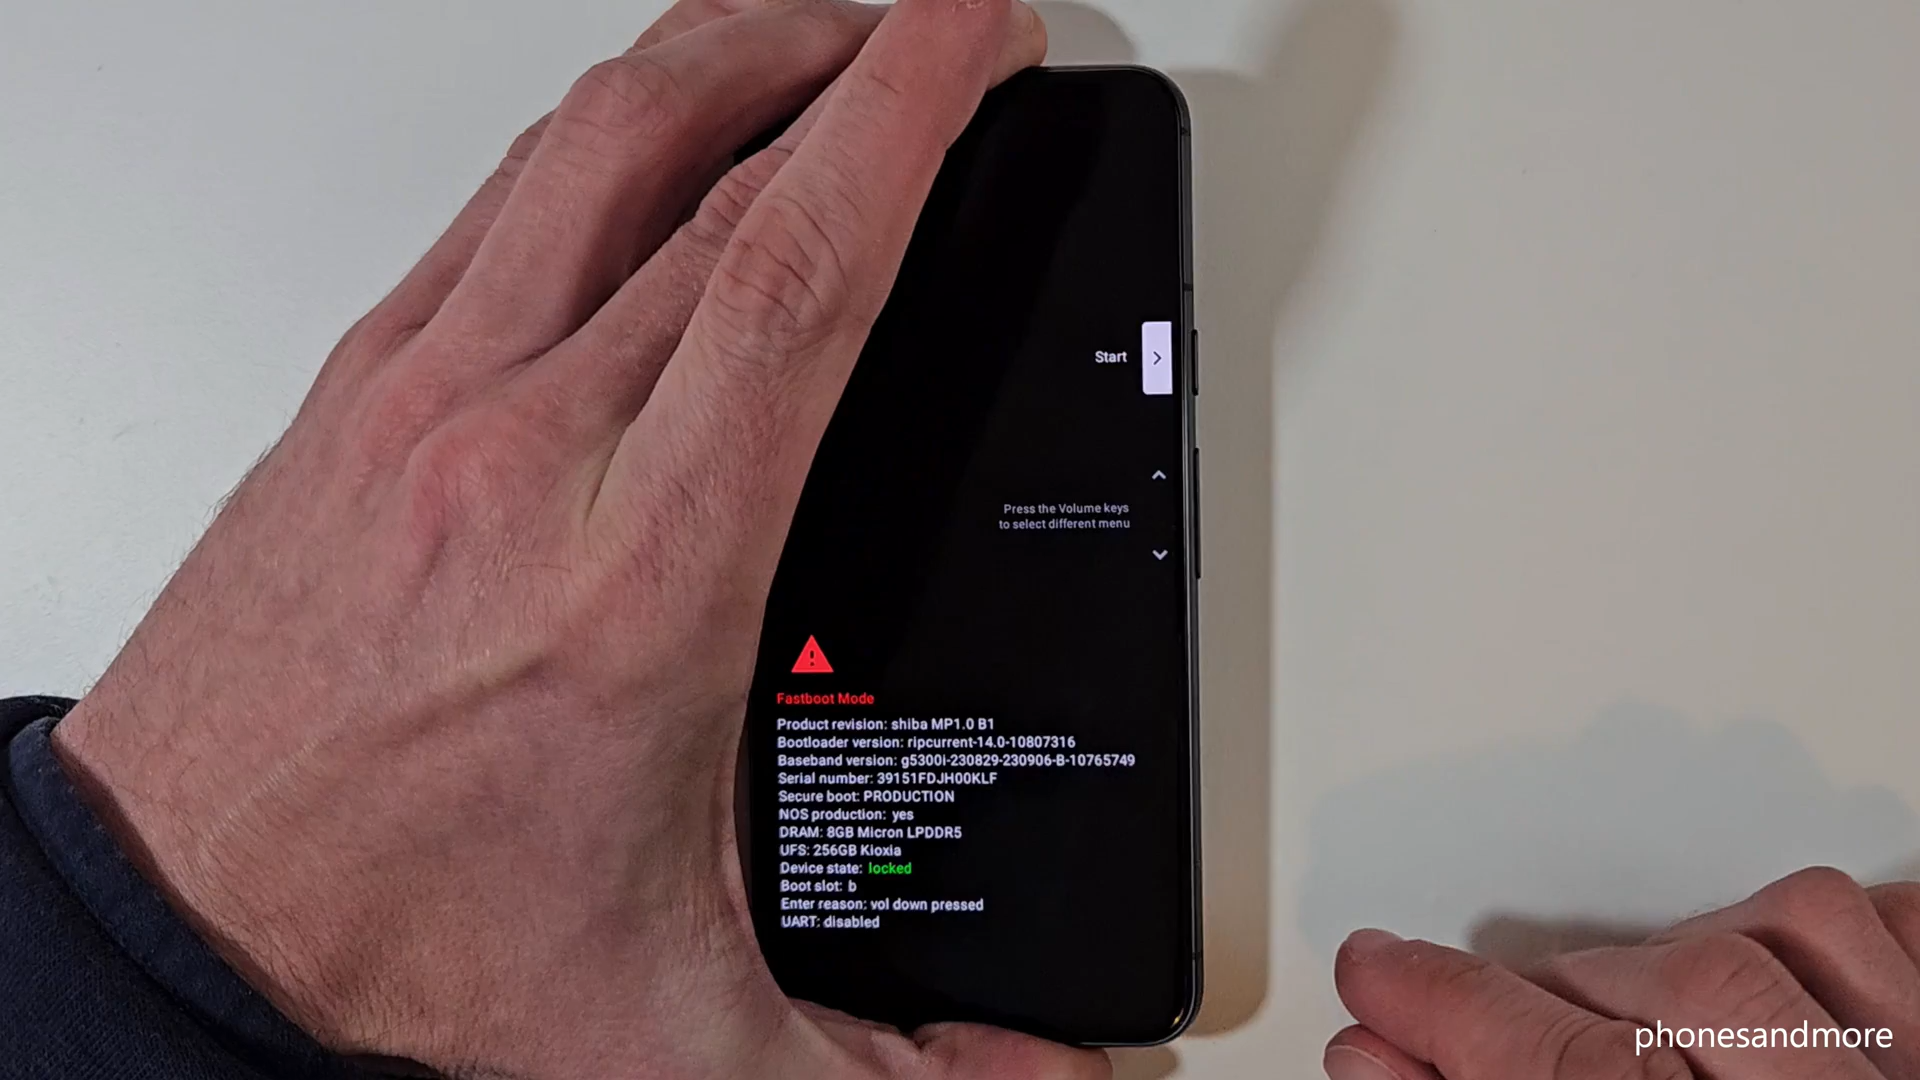 Start
Press the Volume keys
to select different menu
Fastboot Mode
Product revision: shiba MP1.0 B1
Bootloader version: ripcurrent-14.0-10807316
Baseband version: g5300i-230829-230906-B-10765749
Serial number: 39151FDJH00KLF
Secure boot: PRODUCTION
NOS production: yes
DRAM: 8GB Micron LPDDR5
UFS: 256GB Kioxia
Device state: locked
Boot slot: b
Enter reason: vol down pressed
UART: disabled
phonesandmore